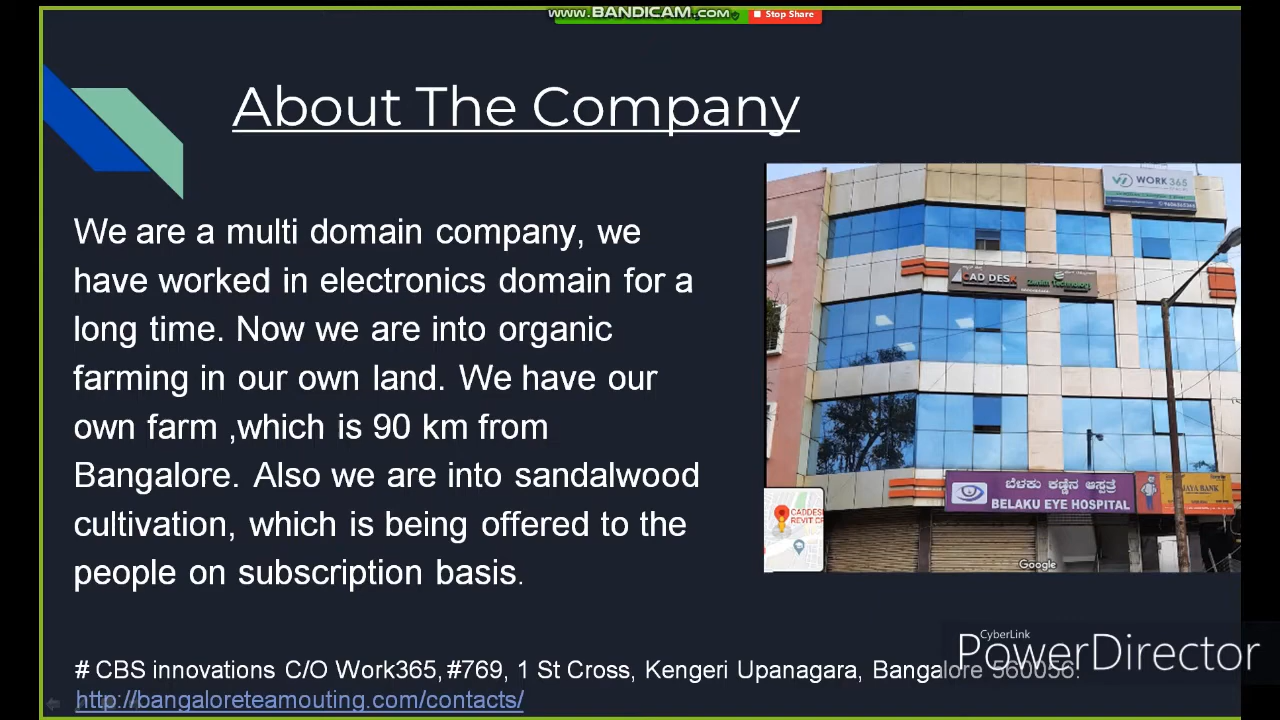 www.BANDICAM.com
Stop Share
About The Company
We are a multi domain company, we
have worked in electronics domain for a
long time. Now we are into organic
farming in our own land. We have our
own farm ,which is 90 km from
Bangalore. Also we are into sandalwood
cultivation, which is being offered to the
people on subscription basis.
WORK 365
CAD DESK
ಬೆಳಕು ಕಣ್ಣಿನ ಆಸ್ಪತ್ರೆ
BELAKU EYE HOSPITAL
BANK
CADDES
REVIT
Google
# CBS innovations C/O Work365, #769, 1 St Cross, Kengeri Upanagara, Bangalore 560056.
http://bangaloreteamouting.com/contacts/
CyberLink
PowerDirector